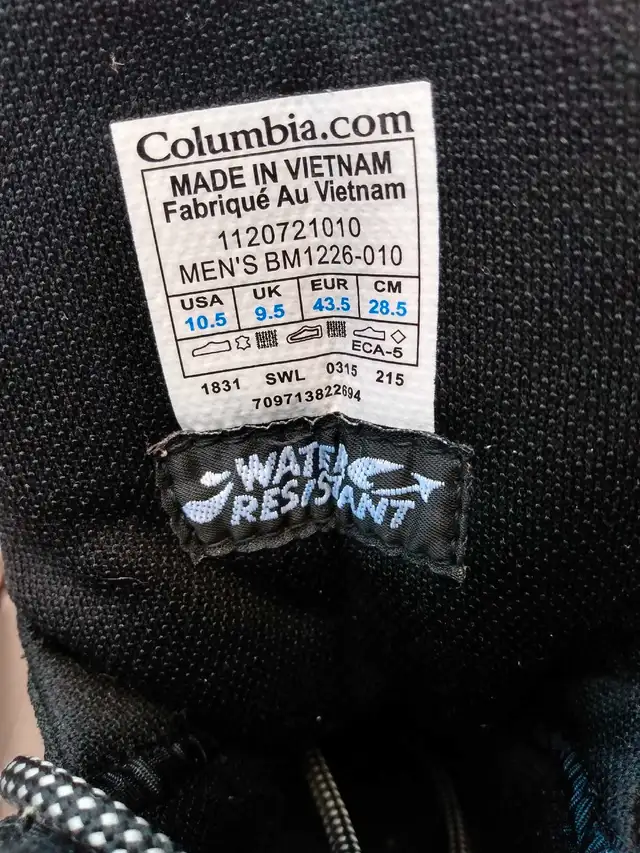 Columbia.com
MADE IN VIETNAM
Fabriqué Au Vietnam
1120721010
MEN'S BM1226-010
USA UK EUR CM
10.5 9.5 43.5 28.5
ECA-5
1831 SWL 0315 215
709713822694
WATER
RESISTANT